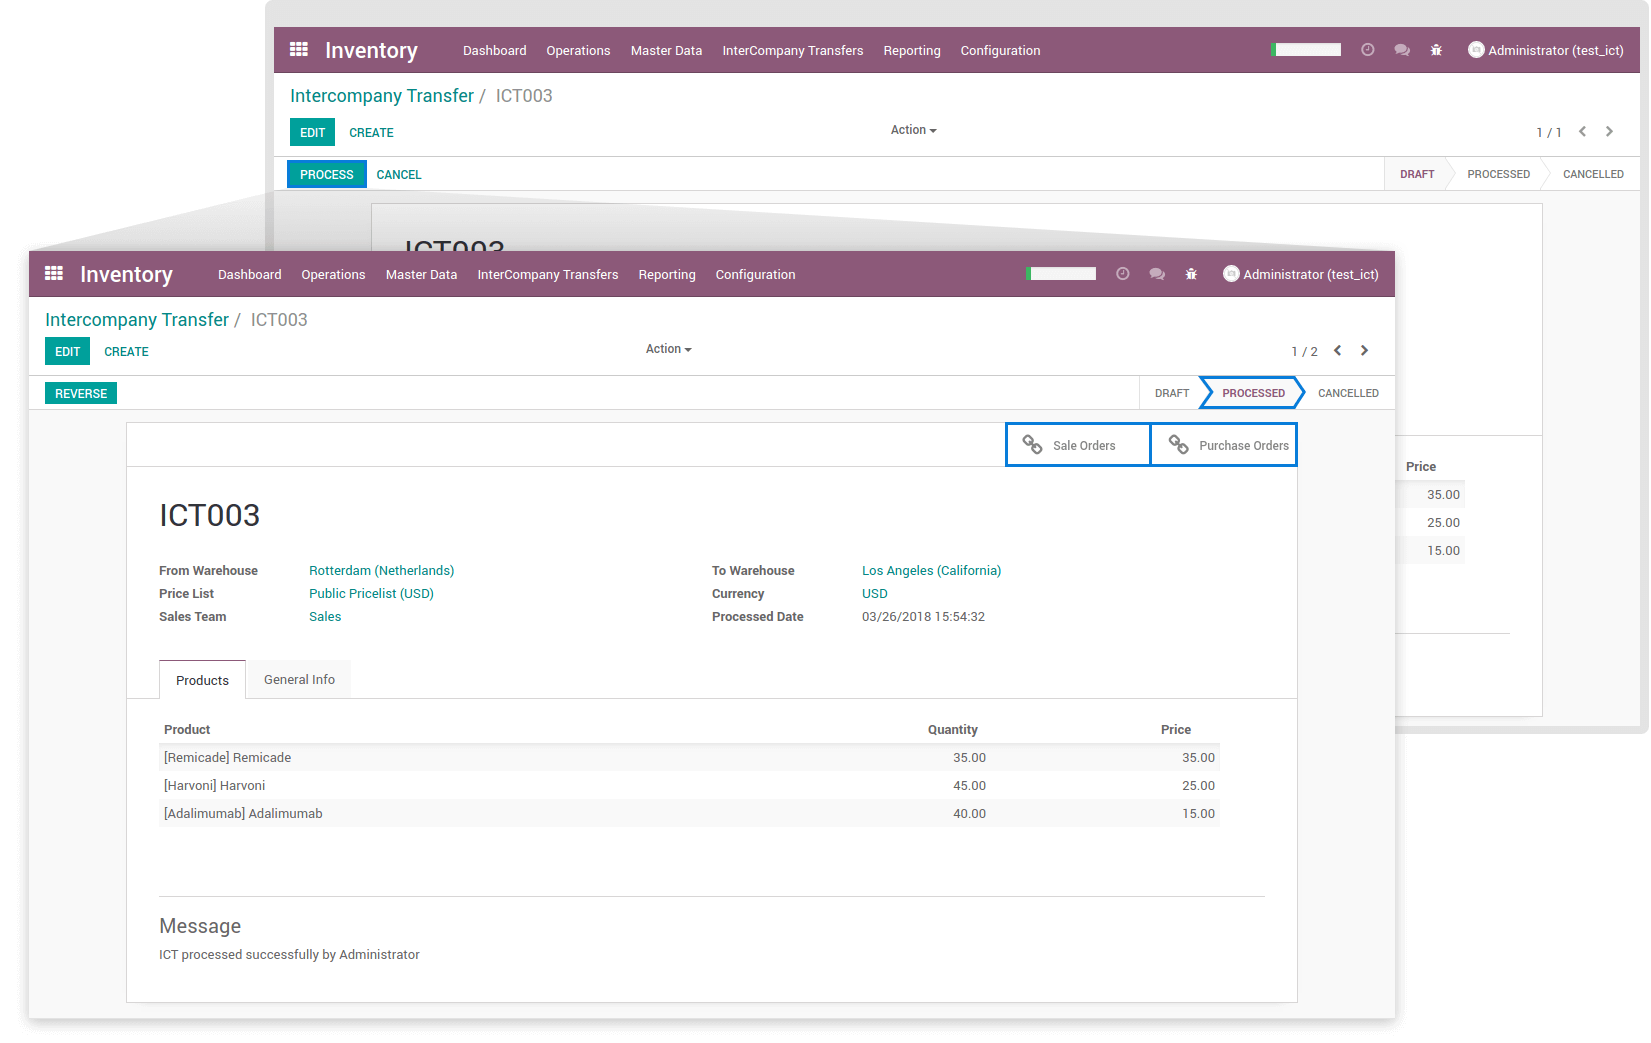 Inventory Dashboard Operations Master Data InterCompany Transfers Reporting Configuration Administrator (test_ict)
Intercompany Transfer / ICT003
EDIT CREATE Action 1 / 1
PROCESS CANCEL DRAFT PROCESSED CANCELLED
ICT003
Price
35.00
25.00
15.00
Inventory Dashboard Operations Master Data InterCompany Transfers Reporting Configuration Administrator (test_ict)
Intercompany Transfer / ICT003
EDIT CREATE Action 1 / 2
REVERSE DRAFT PROCESSED CANCELLED
Sale Orders Purchase Orders
ICT003
From Warehouse Rotterdam (Netherlands) To Warehouse Los Angeles (California)
Price List Public Pricelist (USD) Currency USD
Sales Team Sales Processed Date 03/26/2018 15:54:32
Products General Info
Product Quantity Price
[Remicade] Remicade 35.00 35.00
[Harvoni] Harvoni 45.00 25.00
[Adalimumab] Adalimumab 40.00 15.00
Message
ICT processed successfully by Administrator